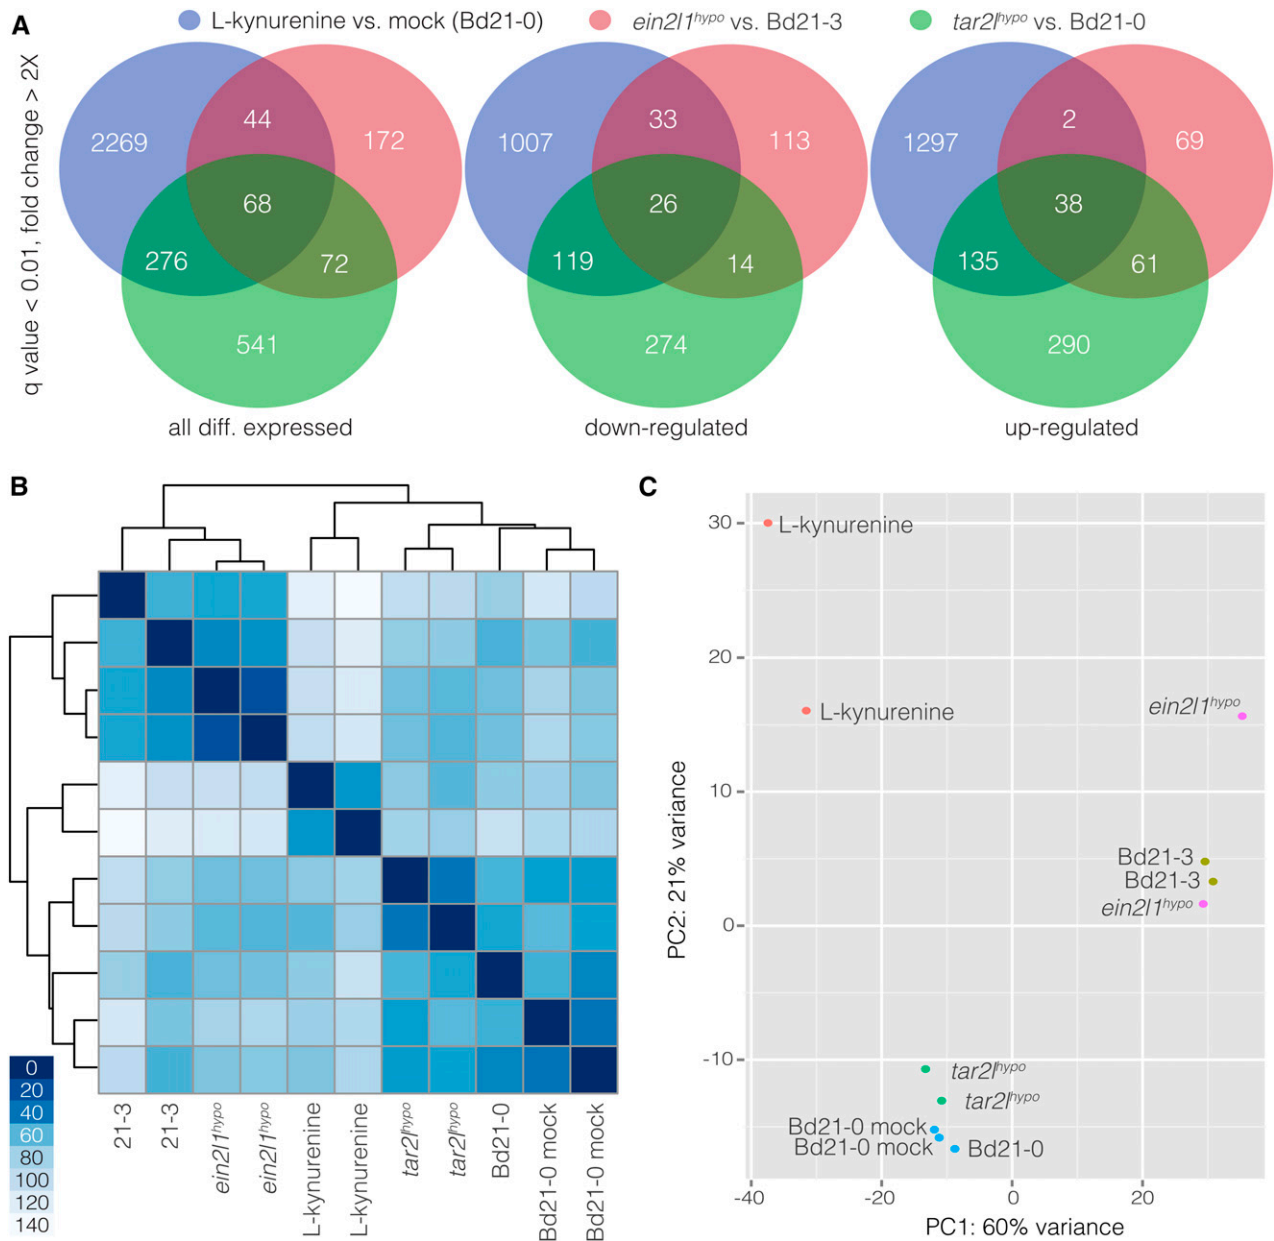 A
L-kynurenine vs. mock (Bd21-0)
ein2l1hypo vs. Bd21-3
tar2lhypo vs. Bd21-0
q value < 0.01, fold change > 2X
2269
44
172
68
276
72
541
all diff. expressed
1007
33
113
26
119
14
274
down-regulated
1297
2
69
38
135
61
290
up-regulated
B
0
20
40
60
80
100
120
140
21-3
21-3
ein2l1hypo
ein2l1hypo
L-kynurenine
L-kynurenine
tar2lhypo
tar2lhypo
Bd21-0
Bd21-0 mock
Bd21-0 mock
C
PC2: 21% variance
30
20
10
0
-10
L-kynurenine
L-kynurenine
ein2l1hypo
Bd21-3
Bd21-3
ein2l1hypo
tar2lhypo
tar2lhypo
Bd21-0 mock
Bd21-0 mock
Bd21-0
-40
-20
0
20
PC1: 60% variance